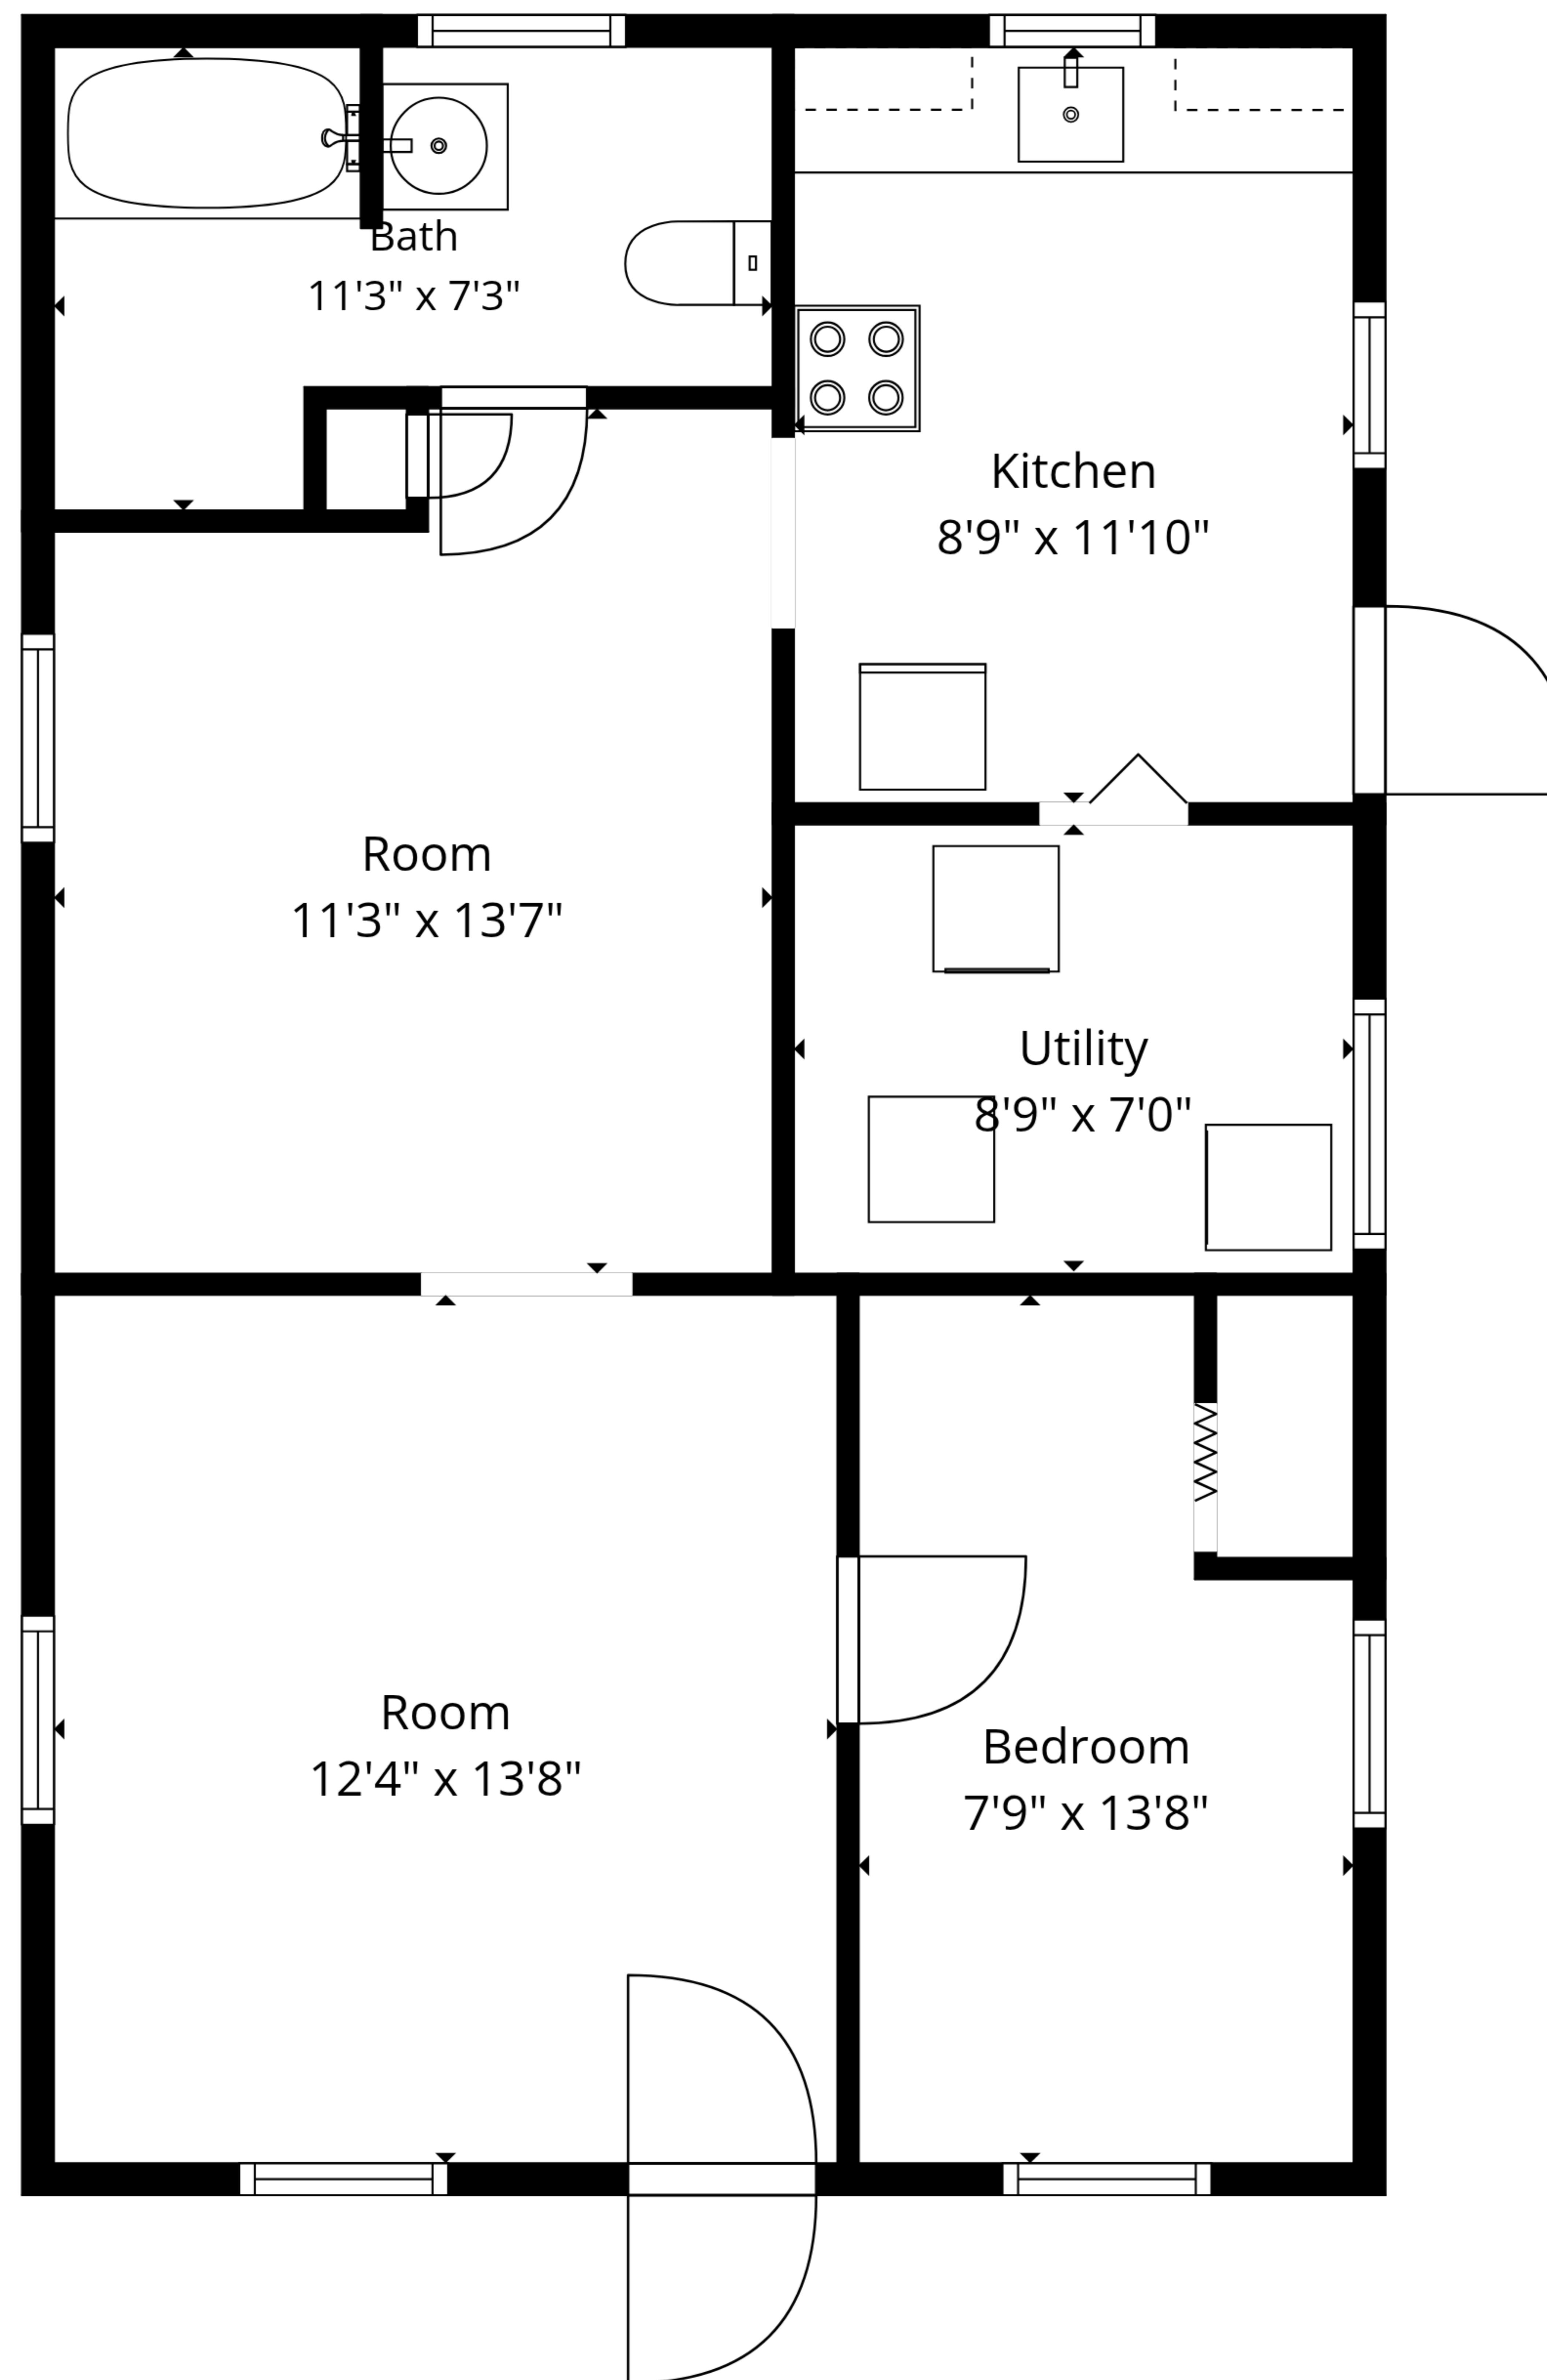 Bath
11'3" x 7'3"
Kitchen
8'9" x 11'10"
Room
11'3" x 13'7"
Utility
8'9" x 7'0"
Room
12'4" x 13'8"
Bedroom
7'9" x 13'8"